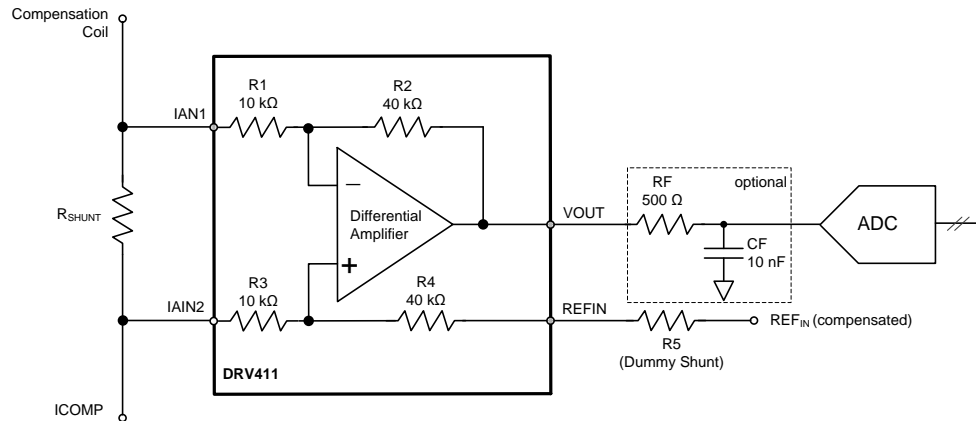 Compensation
Coil
IAN1
R1
10 kΩ
R2
40 kΩ
RSHUNT
Differential
Amplifier
VOUT
RF
500 Ω
optional
CF
10 nF
ADC
IAIN2
R3
10 kΩ
R4
40 kΩ
REFIN
REFIN (compensated)
R5
(Dummy Shunt)
DRV411
ICOMP